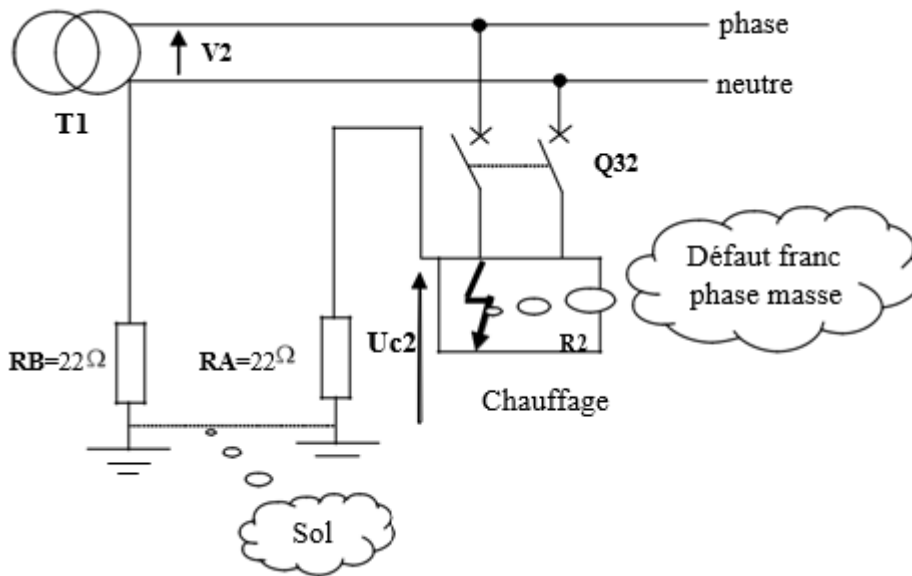 phase
V2
neutre
T1
Q32
Défaut franc
phase masse
RB=22Ω
RA=22Ω
Uc2
R2
Chauffage
Sol